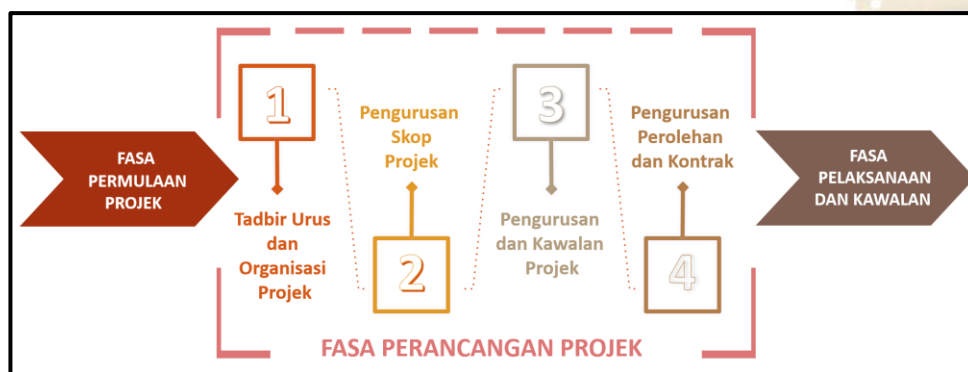 FASA
PERMULAAN
PROJEK
1
Tadbir Urus
dan
Organisasi
Projek
Pengurusan
Skop
Projek
2
3
Pengurusan
dan Kawalan
Projek
Pengurusan
Perolehan
dan Kontrak
4
FASA
PELAKSANAAN
DAN KAWALAN
FASA PERANCANGAN PROJEK